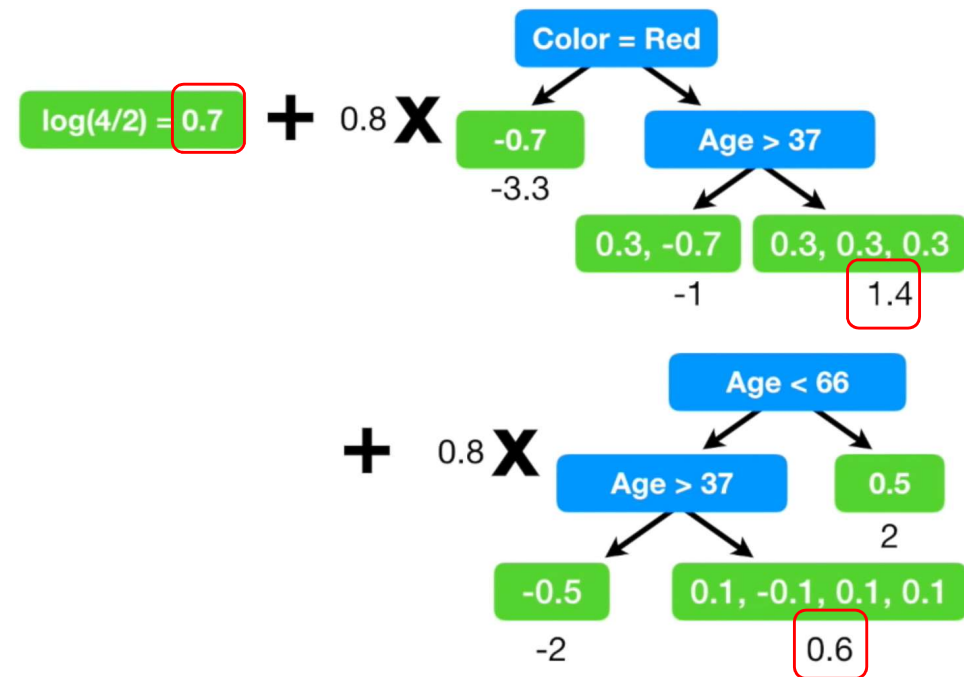 Color = Red
log(4/2) = 0.7 + 0.8 X
-0.7
Age > 37
-3.3
0.3, -0.7
0.3, 0.3, 0.3
-1
1.4
Age < 66
+ 0.8 X
Age > 37
0.5
2
-0.5
0.1, -0.1, 0.1, 0.1
-2
0.6